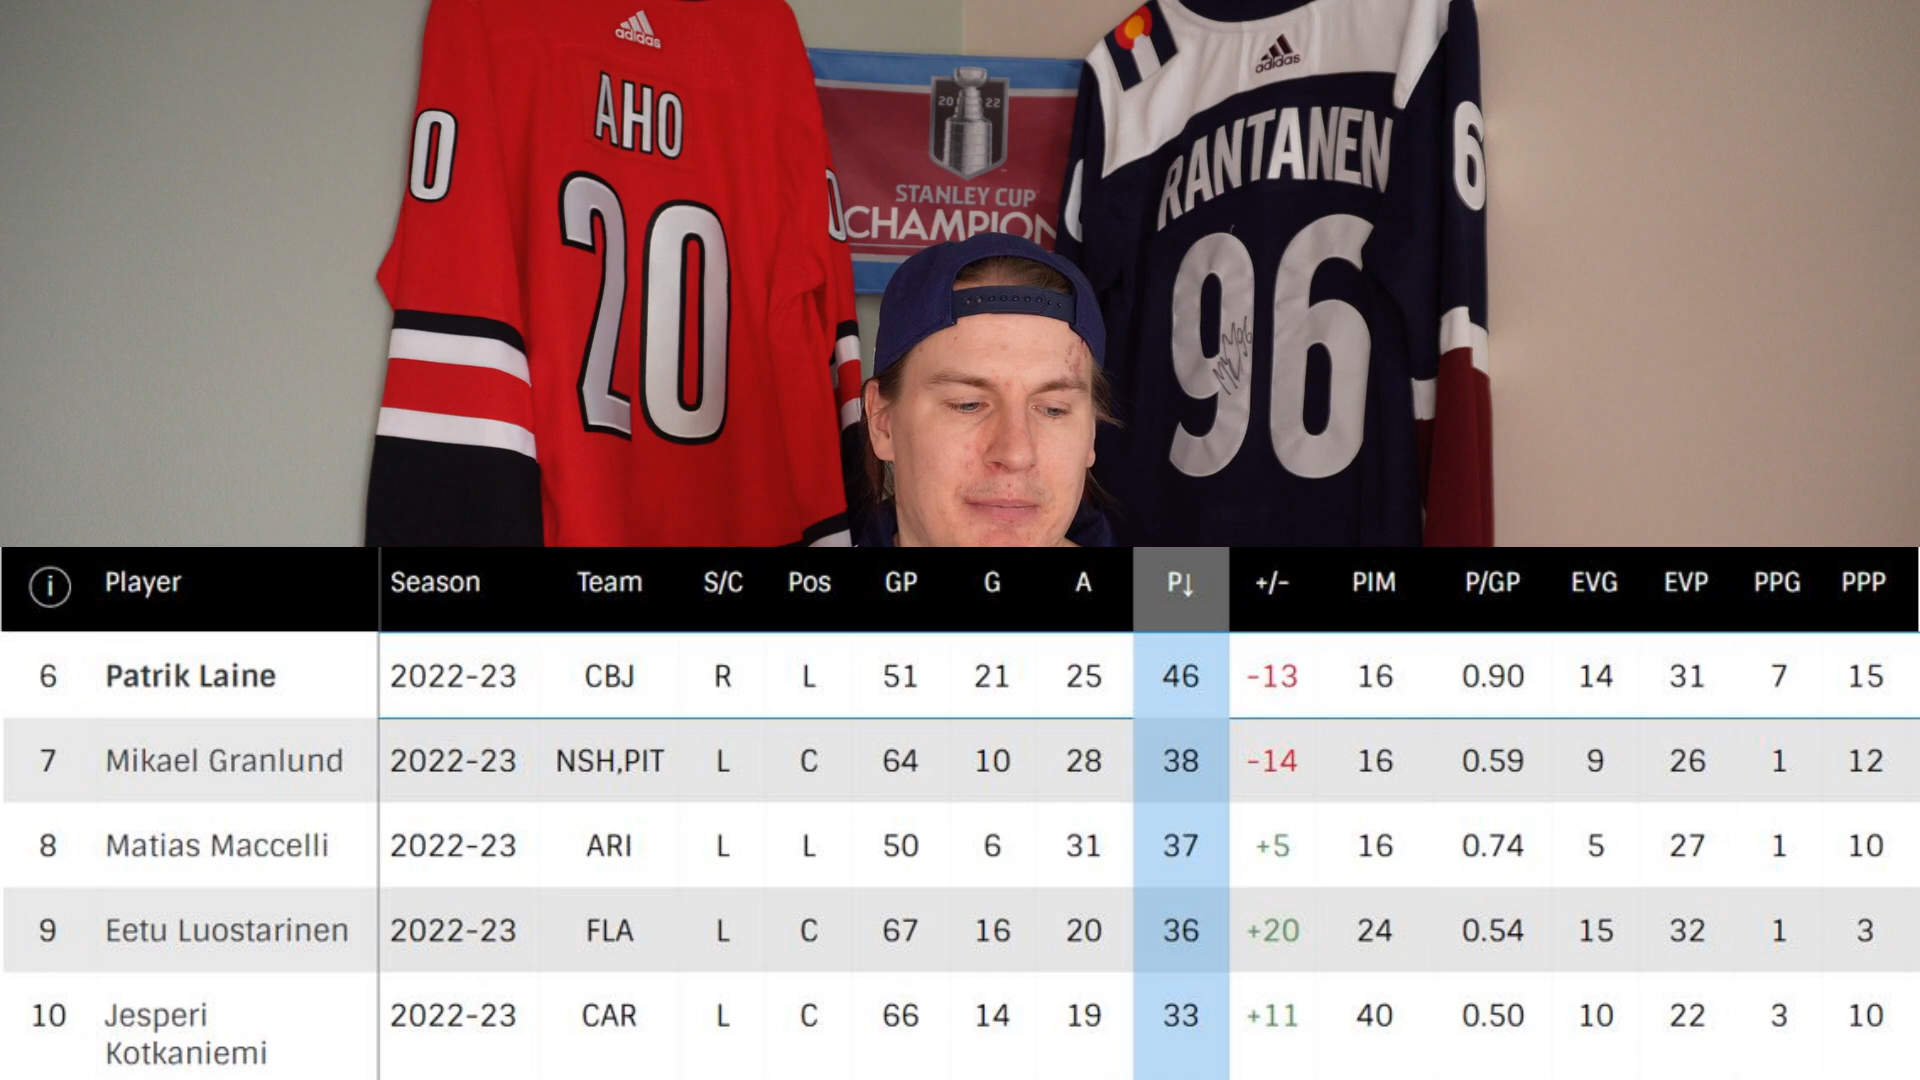 adidas
AHO
20
0
0
20 22
STANLEY CUP
CHAMPION
adidas
RANTANEN
96
6
i Player Season Team S/C Pos GP G A P↓ +/- PIM P/GP EVG EVP PPG PPP
6 Patrik Laine 2022-23 CBJ R L 51 21 25 46 -13 16 0.90 14 31 7 15
7 Mikael Granlund 2022-23 NSH,PIT L C 64 10 28 38 -14 16 0.59 9 26 1 12
8 Matias Maccelli 2022-23 ARI L L 50 6 31 37 +5 16 0.74 5 27 1 10
9 Eetu Luostarinen 2022-23 FLA L C 67 16 20 36 +20 24 0.54 15 32 1 3
10 Jesperi 2022-23 CAR L C 66 14 19 33 +11 40 0.50 10 22 3 10
Kotkaniemi